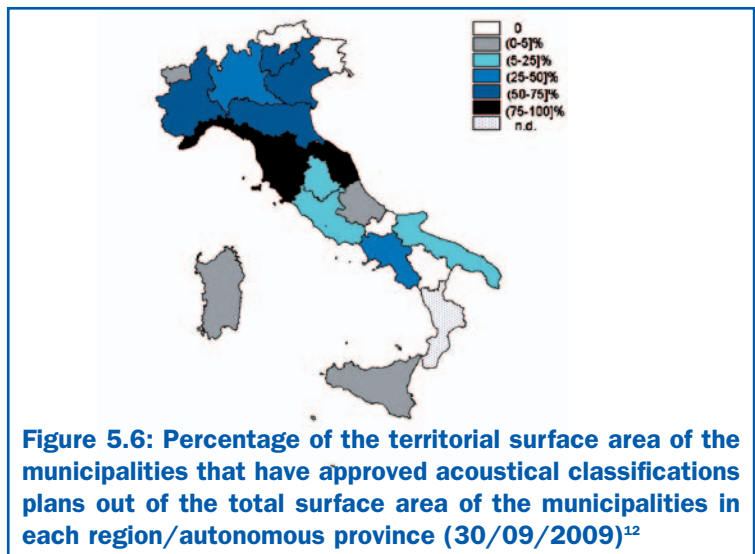 0
(0-5]%
(5-25]%
(25-50]%
(50-75]%
(75-100]%
n.d.
Figure 5.6: Percentage of the territorial surface area of the
municipalities that have approved acoustical classifications
plans out of the total surface area of the municipalities in
each region/autonomous province (30/09/2009)¹²